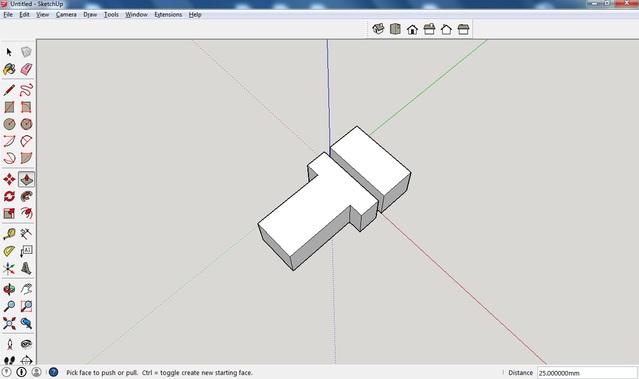 Untitled - SketchUp
File Edit View Camera Draw Tools Window Extensions Help
A1
Pick face to push or pull. Ctrl = toggle create new starting face.
Distance 25.000000mm